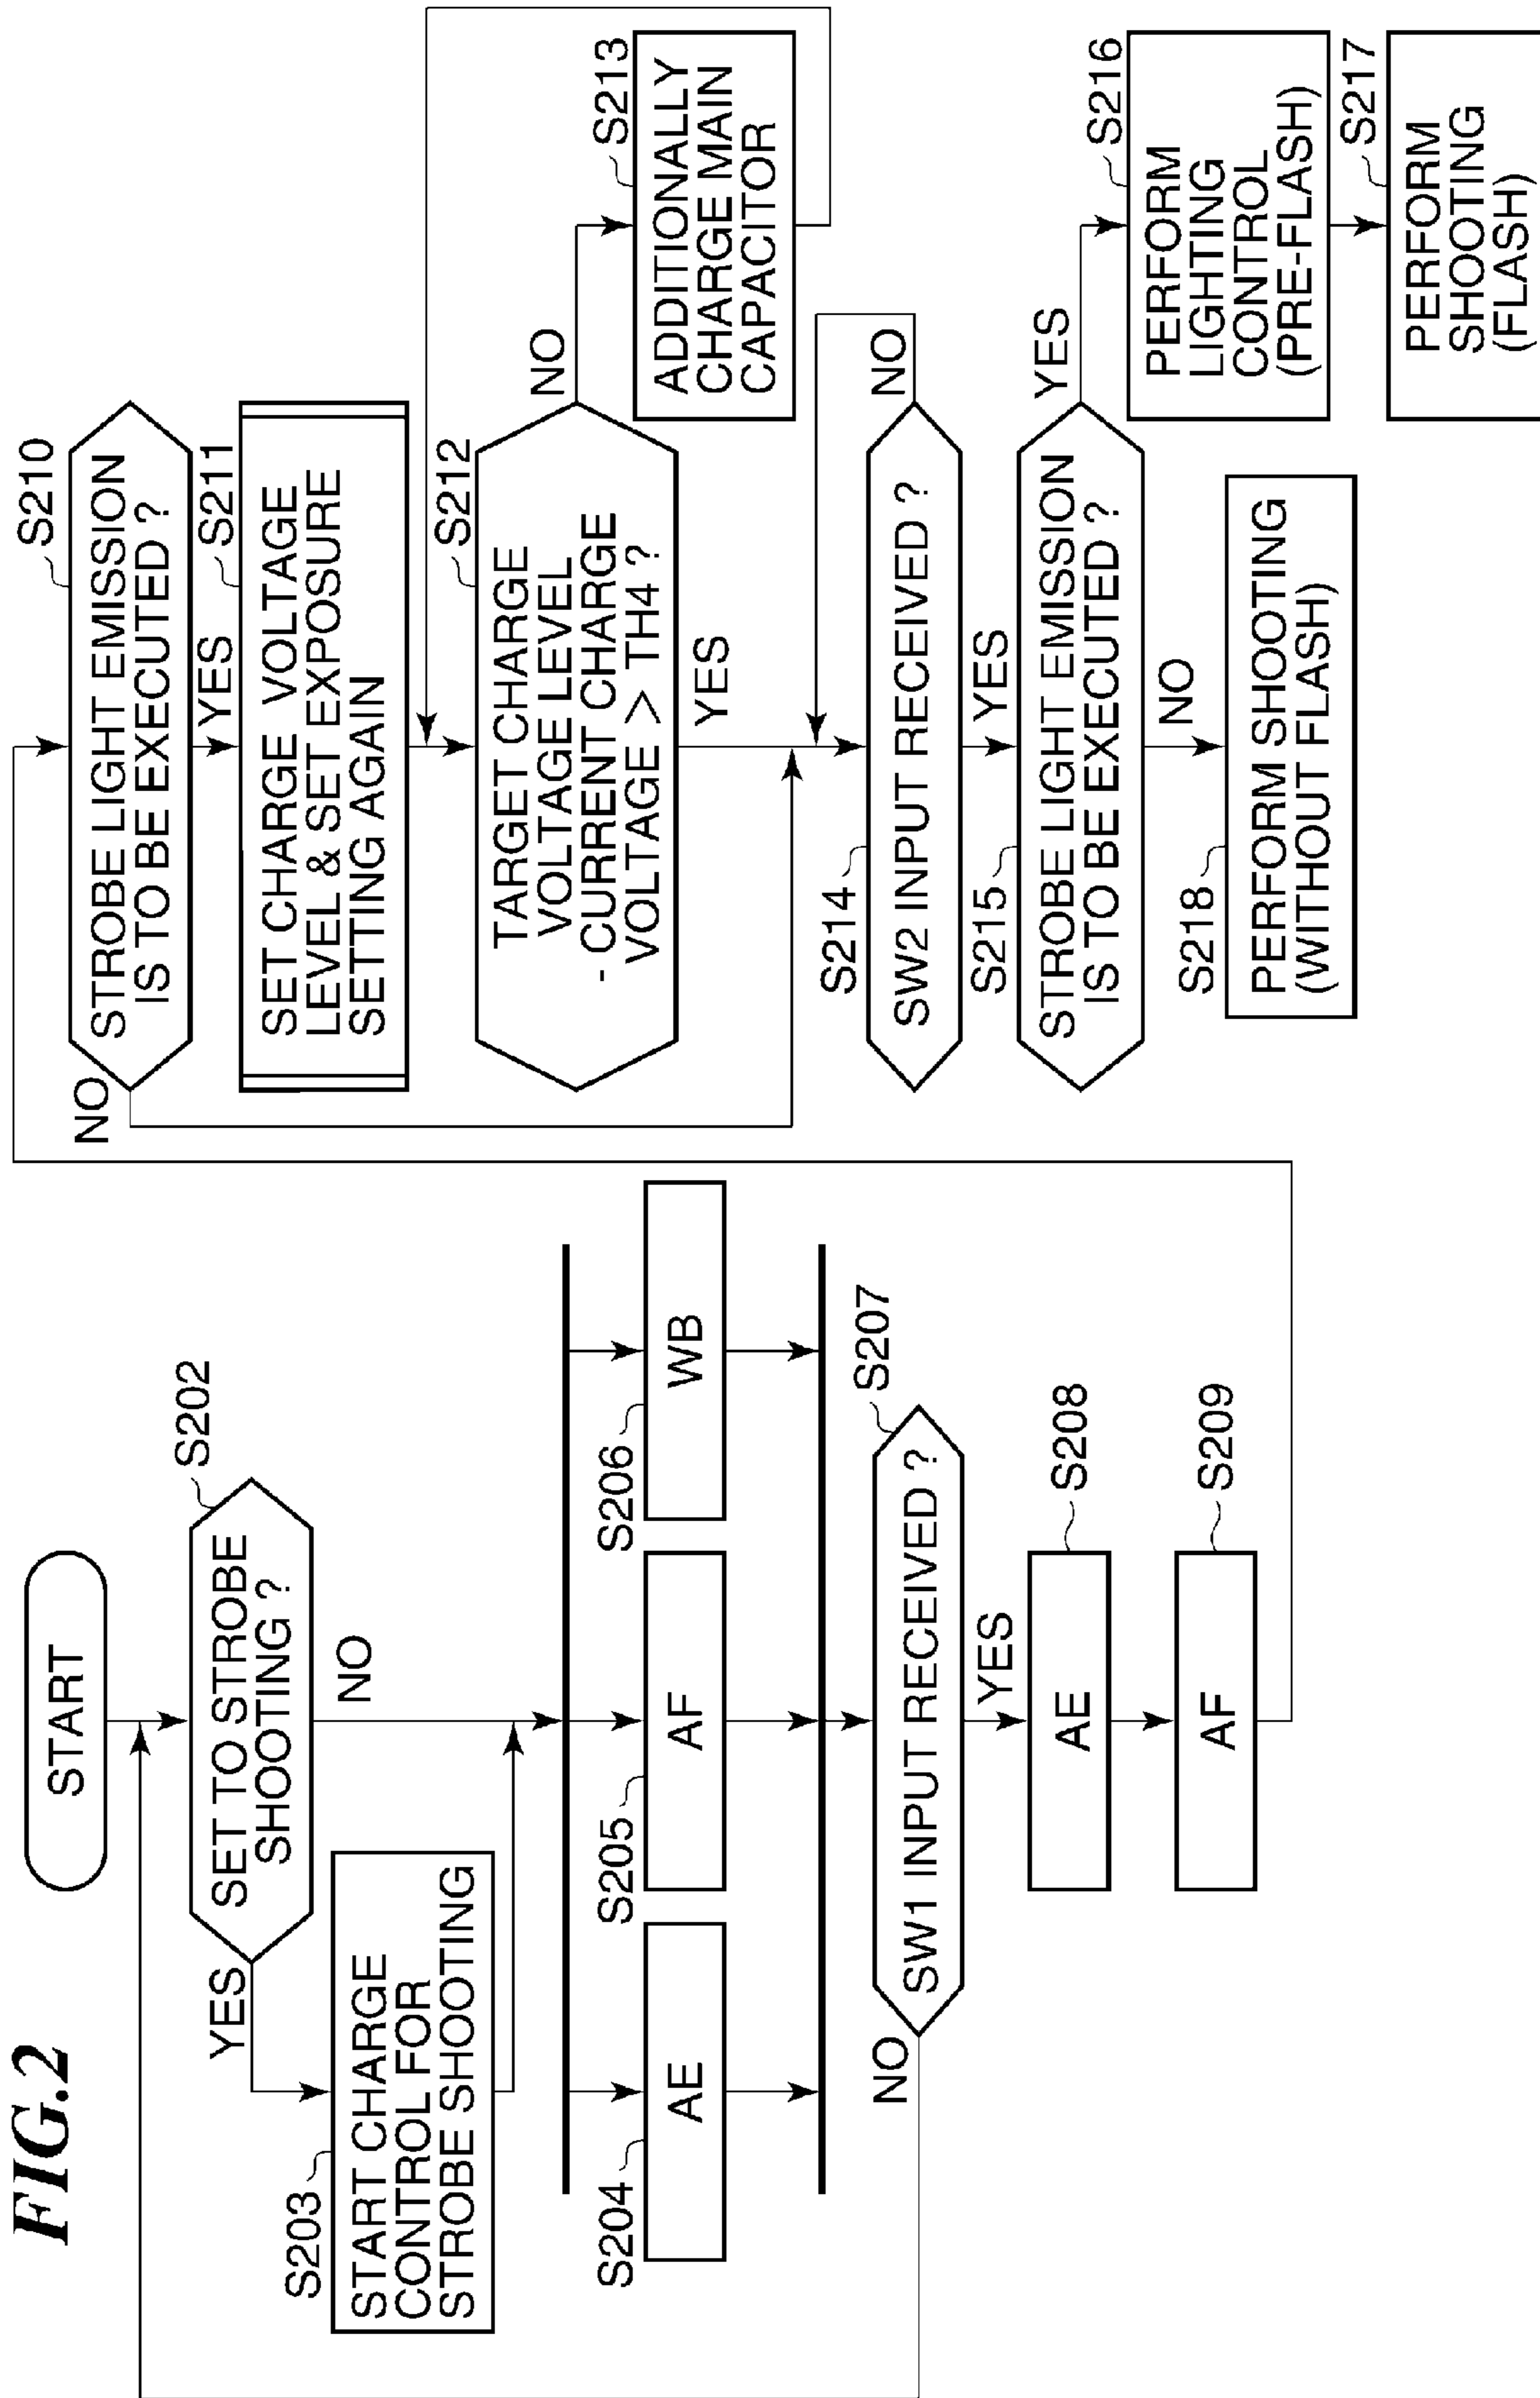 FIG.2
START
S202
SET TO STROBE
SHOOTING ?
YES
NO
S203
START CHARGE
CONTROL FOR
STROBE SHOOTING
S204
AE
S205
AF
S206
WB
S207
SW1 INPUT RECEIVED ?
NO
YES
S208
AE
S209
AF
S210
STROBE LIGHT EMISSION
IS TO BE EXECUTED ?
NO
YES
S211
SET CHARGE VOLTAGE
LEVEL & SET EXPOSURE
SETTING AGAIN
S212
TARGET CHARGE
VOLTAGE LEVEL
- CURRENT CHARGE
VOLTAGE > TH4 ?
NO
YES
S213
ADDITIONALLY
CHARGE MAIN
CAPACITOR
S214
SW2 INPUT RECEIVED ?
NO
YES
S215
STROBE LIGHT EMISSION
IS TO BE EXECUTED ?
YES
NO
S216
PERFORM
LIGHTING
CONTROL
(PRE-FLASH)
S217
PERFORM
SHOOTING
(FLASH)
S218
PERFORM SHOOTING
(WITHOUT FLASH)